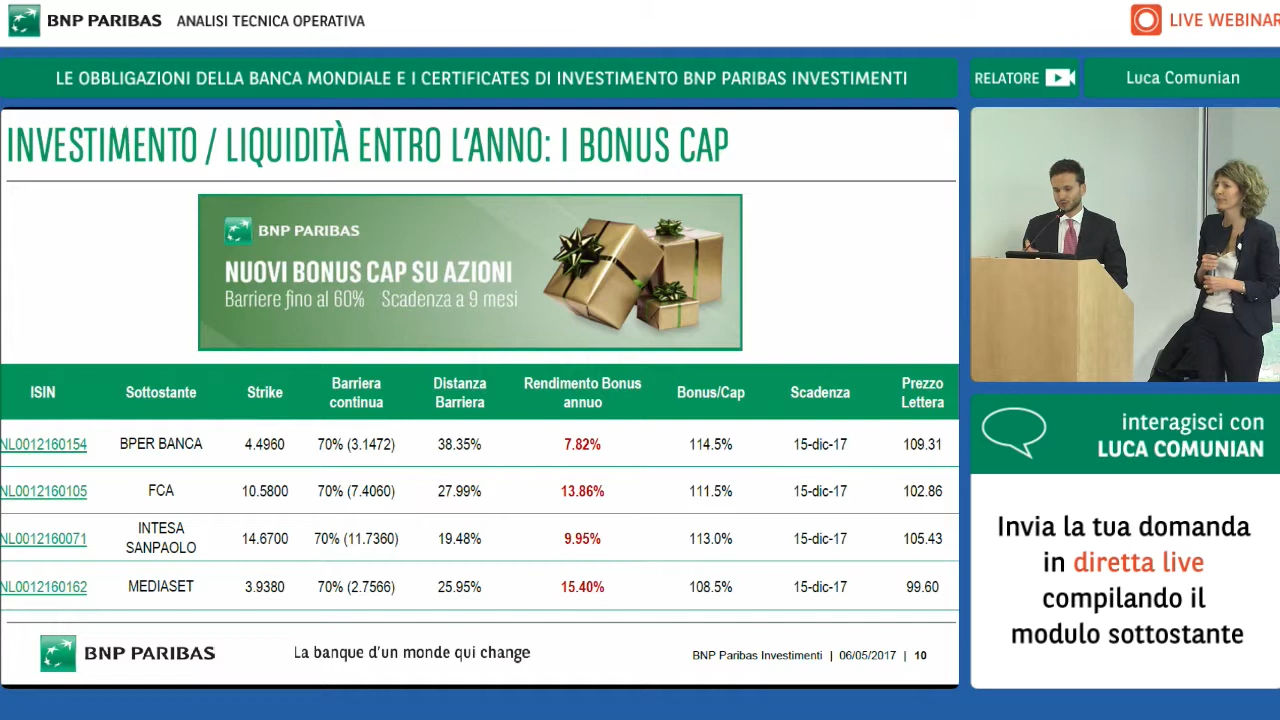 BNP PARIBAS ANALISI TECNICA OPERATIVA
LIVE WEBINAR
LE OBBLIGAZIONI DELLA BANCA MONDIALE E I CERTIFICATES DI INVESTIMENTO BNP PARIBAS INVESTIMENTI
RELATORE
Luca Comunian
INVESTIMENTO / LIQUIDITÀ ENTRO L'ANNO: I BONUS CAP
BNP PARIBAS
NUOVI BONUS CAP SU AZIONI
Barriere fino al 60% Scadenza a 9 mesi
ISIN Sottostante Strike Barriera continua Distanza Barriera Rendimento Bonus annuo Bonus/Cap Scadenza Prezzo Lettera
NL0012160154 BPER BANCA 4.4960 70% (3.1472) 38.35% 7.82% 114.5% 15-dic-17 109.31
NL0012160105 FCA 10.5800 70% (7.4060) 27.99% 13.86% 111.5% 15-dic-17 102.86
NL0012160071 INTESA SANPAOLO 14.6700 70% (11.7360) 19.48% 9.95% 113.0% 15-dic-17 105.43
NL0012160162 MEDIASET 3.9380 70% (2.7566) 25.95% 15.40% 108.5% 15-dic-17 99.60
BNP PARIBAS
La banque d'un monde qui change
BNP Paribas Investimenti | 06/05/2017 | 10
interagisci con
LUCA COMUNIAN
Invia la tua domanda
in diretta live
compilando il
modulo sottostante